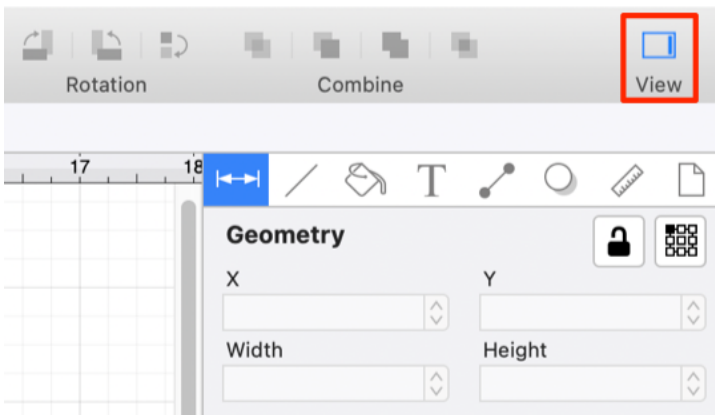 Rotation
Combine
View
17
18
T
Geometry
X
Y
Width
Height